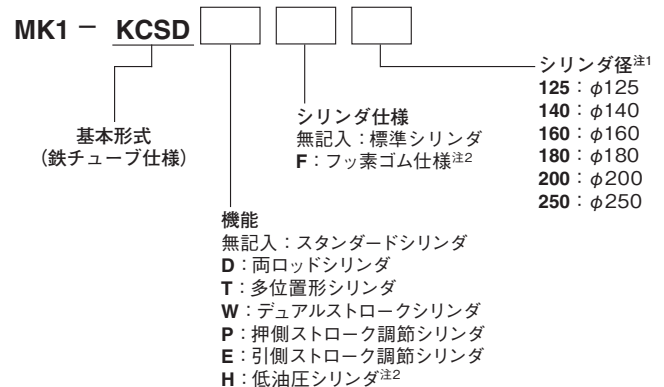 MK1－ KCSD
基本形式
（鉄チューブ仕様）
機能
無記入：スタンダードシリンダ
D：両ロッドシリンダ
T：多位置形シリンダ
W：デュアルストロークシリンダ
P：押側ストローク調節シリンダ
E：引側ストローク調節シリンダ
H：低油圧シリンダ注2
シリンダ仕様
無記入：標準シリンダ
F：フッ素ゴム仕様注2
シリンダ径注1
125：φ125
140：φ140
160：φ160
180：φ180
200：φ200
250：φ250